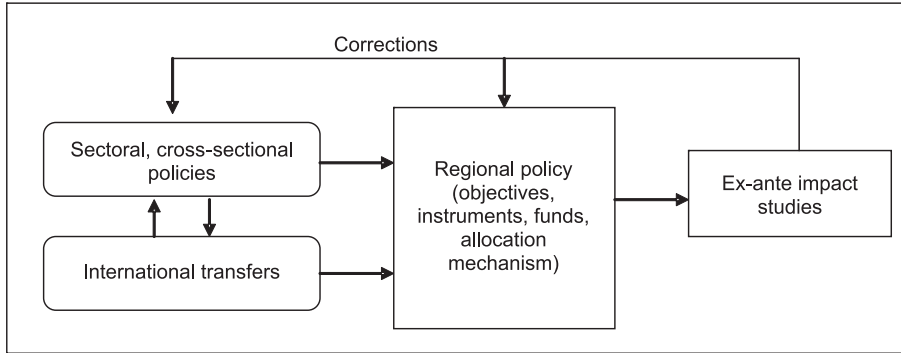 Corrections
Sectoral, cross-sectional
policies
International transfers
Regional policy
(objectives,
instruments, funds,
allocation
mechanism)
Ex-ante impact
studies